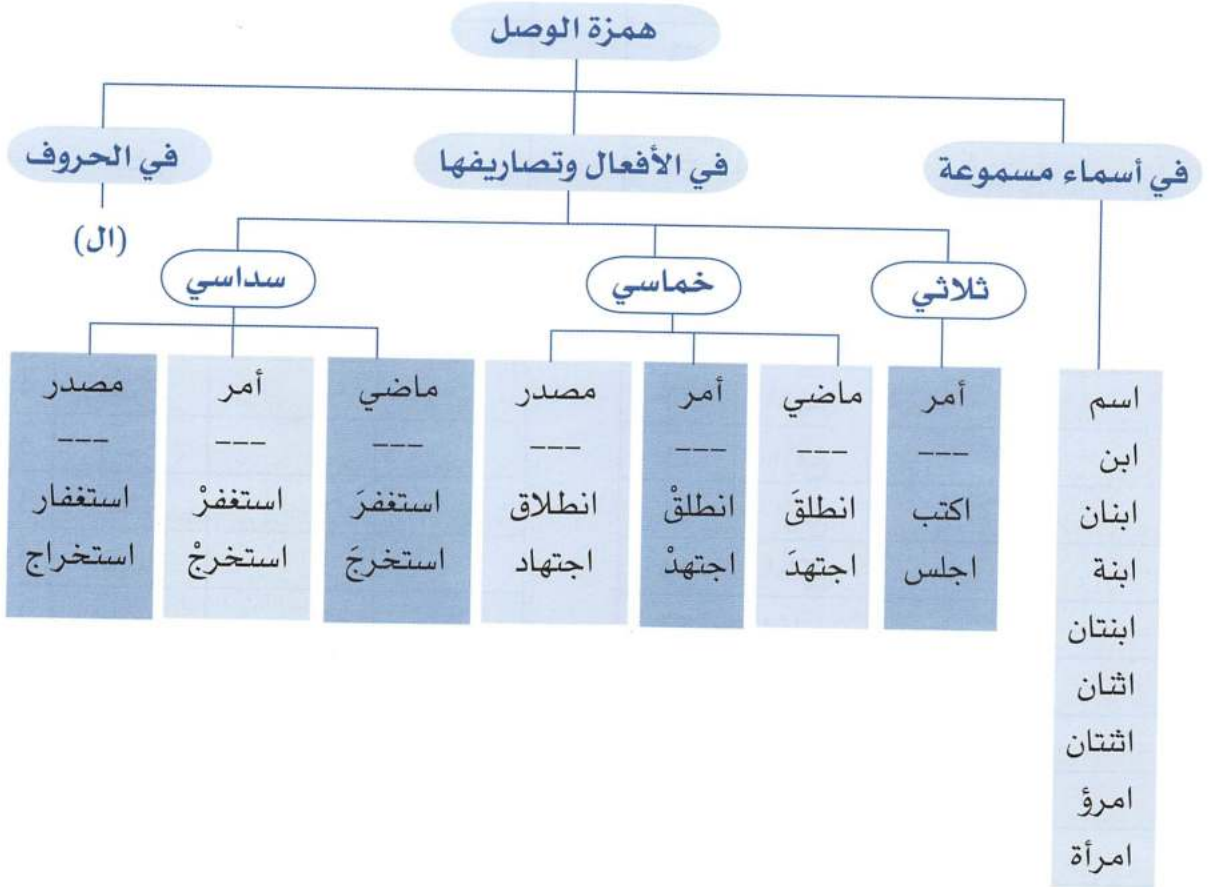 همزة الوصل
في أسماء مسموعة
في الأفعال وتصاريفها
في الحروف
(ال)
ثلاثي
خماسي
سداسي
اسم
ابن
ابنان
ابنة
ابنتان
اثنان
اثنتان
امرؤ
امرأة
أمر
---
اكتب
اجلس
ماضي
---
انطلقَ
اجتهدَ
أمر
---
انطلقْ
اجتهدْ
مصدر
---
انطلاق
اجتهاد
ماضي
---
استغفرَ
استخرجَ
أمر
---
استغفرْ
استخرجْ
مصدر
---
استغفار
استخراج